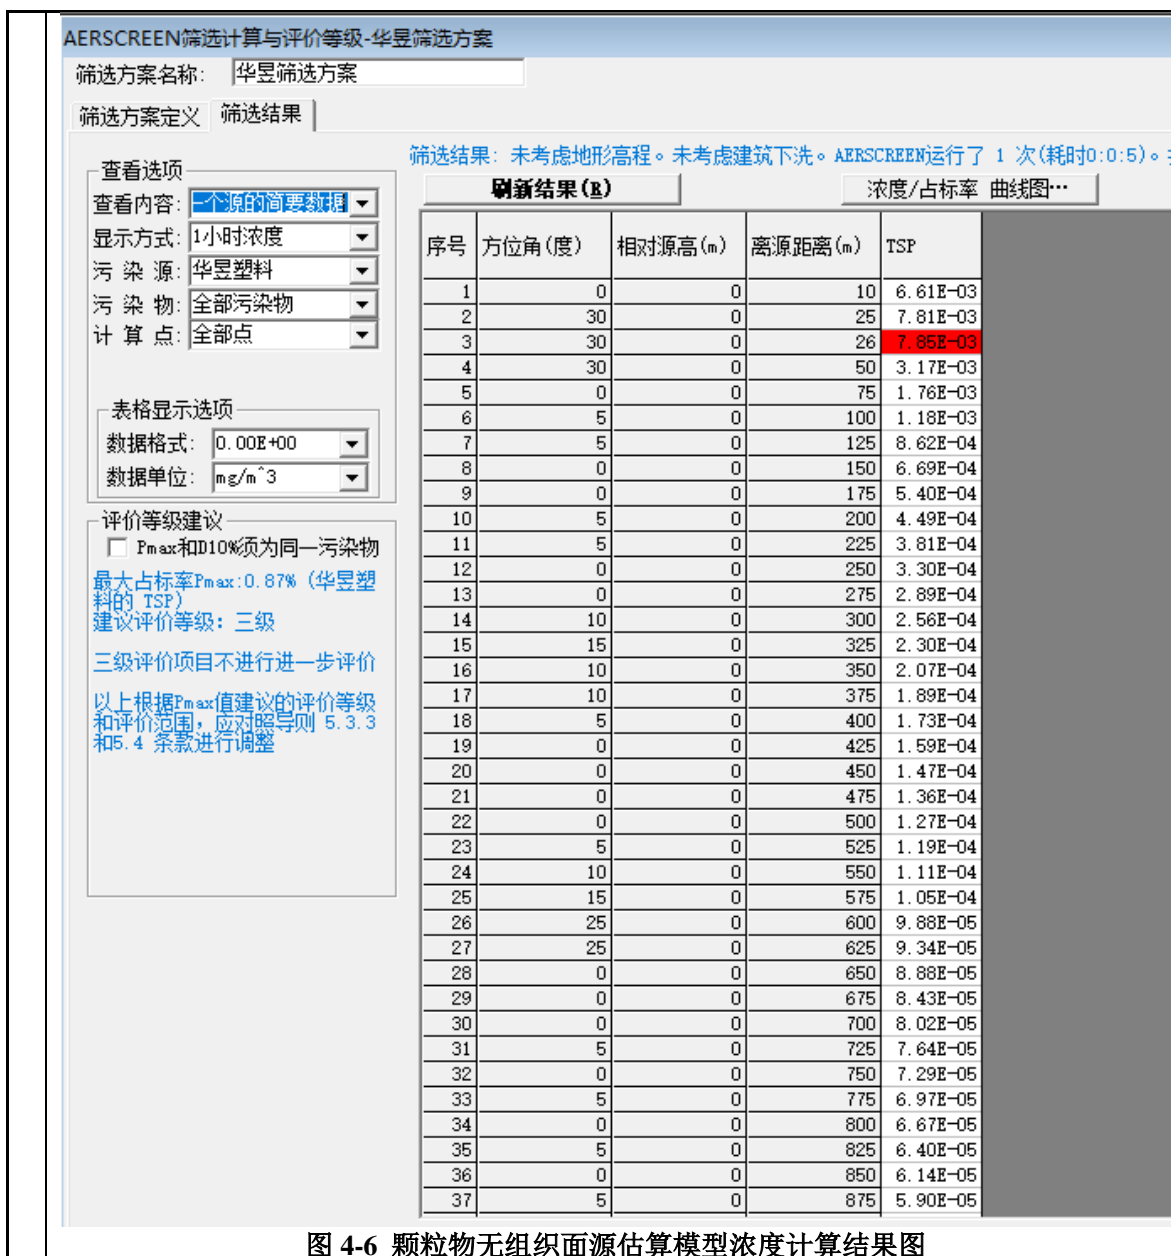 AERSCREEN筛选计算与评价等级-华昱筛选方案
筛选方案名称: 华昱筛选方案
筛选方案定义 筛选结果
筛选结果: 未考虑地形高程。未考虑建筑下洗。AERSCREEN运行了 1 次(耗时0:0:5)。
刷新结果(R) 浓度/占标率 曲线图…
查看选项
查看内容: 一个源的简要数据
显示方式: 1小时浓度
污 染 源: 华昱塑料
污 染 物: 全部污染物
计 算 点: 全部点
表格显示选项
数据格式: 0.00E+00
数据单位: mg/m^3
评价等级建议
Pmax和D10%须为同一污染物
最大占标率Pmax:0.87% (华昱塑
料的 TSP)
建议评价等级: 三级
三级评价项目不进行进一步评价
以上根据Pmax值建议的评价等级
和评价范围, 应对照导则 5.3.3
和5.4 条款进行调整
序号 方位角(度) 相对源高(m) 离源距离(m) TSP
1 0 0 10 6.61E-03
2 30 0 25 7.81E-03
3 30 0 26 7.85E-03
4 30 0 50 3.17E-03
5 0 0 75 1.76E-03
6 5 0 100 1.18E-03
7 5 0 125 8.62E-04
8 0 0 150 6.69E-04
9 0 0 175 5.40E-04
10 5 0 200 4.49E-04
11 5 0 225 3.81E-04
12 0 0 250 3.30E-04
13 0 0 275 2.89E-04
14 10 0 300 2.56E-04
15 15 0 325 2.30E-04
16 10 0 350 2.07E-04
17 10 0 375 1.89E-04
18 5 0 400 1.73E-04
19 0 0 425 1.59E-04
20 0 0 450 1.47E-04
21 0 0 475 1.36E-04
22 0 0 500 1.27E-04
23 5 0 525 1.19E-04
24 10 0 550 1.11E-04
25 15 0 575 1.05E-04
26 25 0 600 9.88E-05
27 25 0 625 9.34E-05
28 0 0 650 8.88E-05
29 0 0 675 8.43E-05
30 0 0 700 8.02E-05
31 5 0 725 7.64E-05
32 0 0 750 7.29E-05
33 5 0 775 6.97E-05
34 0 0 800 6.67E-05
35 5 0 825 6.40E-05
36 0 0 850 6.14E-05
37 5 0 875 5.90E-05
图 4-6 颗粒物无组织面源估算模型浓度计算结果图